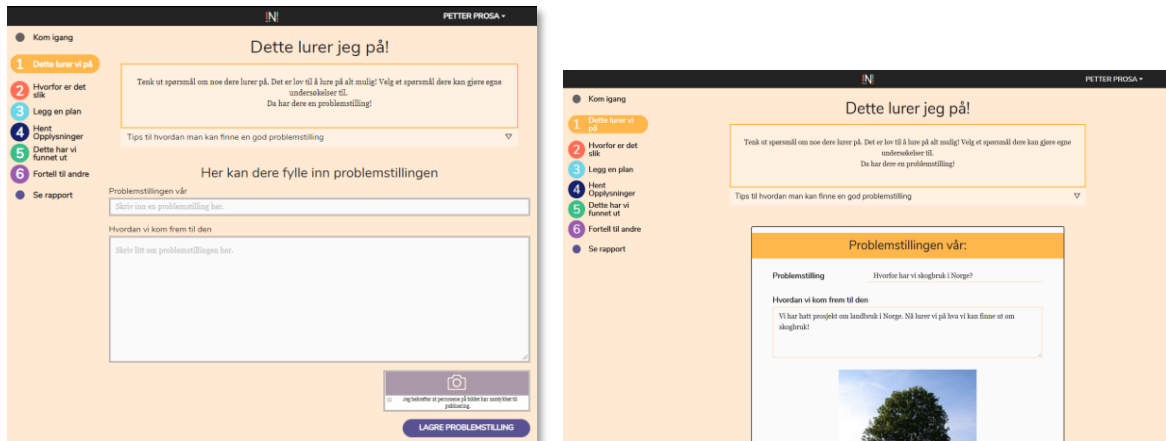 !N!
PETTER PROSA
Kom igang
1 Dette lurer vi på
2 Hvorfor er det
slik
3 Legg en plan
4 Hent
Opplysninger
5 Dette har vi
funnet ut
6 Fortell til andre
Se rapport
Dette lurer jeg på!
Tenk ut spørsmål om noe dere lurer på. Det er lov til å lure på alt mulig! Velg et spørsmål dere kan gjøre egne
undersøkelser til.
Da har dere en problemstilling!
Tips til hvordan man kan finne en god problemstilling
Her kan dere fylle inn problemstillingen
Problemstillingen vår
Skriv inn en problemstilling her.
Hvordan vi kom frem til den
Skriv litt om problemstillingen her.
Jeg bekrefter at personene på bildet har samtykket til
publisering.
LAGRE PROBLEMSTILLING
!N!
PETTER PROSA
Kom igang
1 Dette lurer vi
på
2 Hvorfor er det
slik
3 Legg en plan
4 Hent
Opplysninger
5 Dette har vi
funnet ut
6 Fortell til andre
Se rapport
Dette lurer jeg på!
Tenk ut spørsmål om noe dere lurer på. Det er lov til å lure på alt mulig! Velg et spørsmål dere kan gjøre egne
undersøkelser til.
Da har dere en problemstilling!
Tips til hvordan man kan finne en god problemstilling
Problemstillingen vår:
Problemstilling
Hvorfor har vi skogbruk i Norge?
Hvordan vi kom frem til den
Vi har hatt prosjekt om landbruk i Norge. Nå lurer vi på hva vi kan finne ut om
skogbruk!